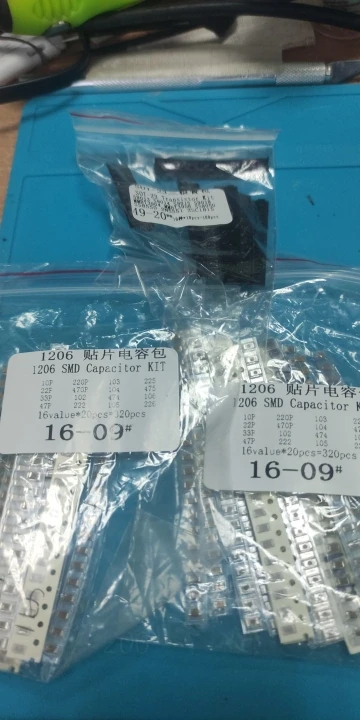 19-20#
1206 贴片电容包
1206 SMD Capacitor KIT
10P 220P 103 225
22P 470P 104 475
33P 102 474 106
47P 222 105 226
16value*20pcs=320pcs
16-09#
1206 贴片电容包
1206 SMD Capacitor K
10P 220P 103
22P 470P 104
33P 102 474
47P 222 105
16value*20pcs=320pcs
16-09#